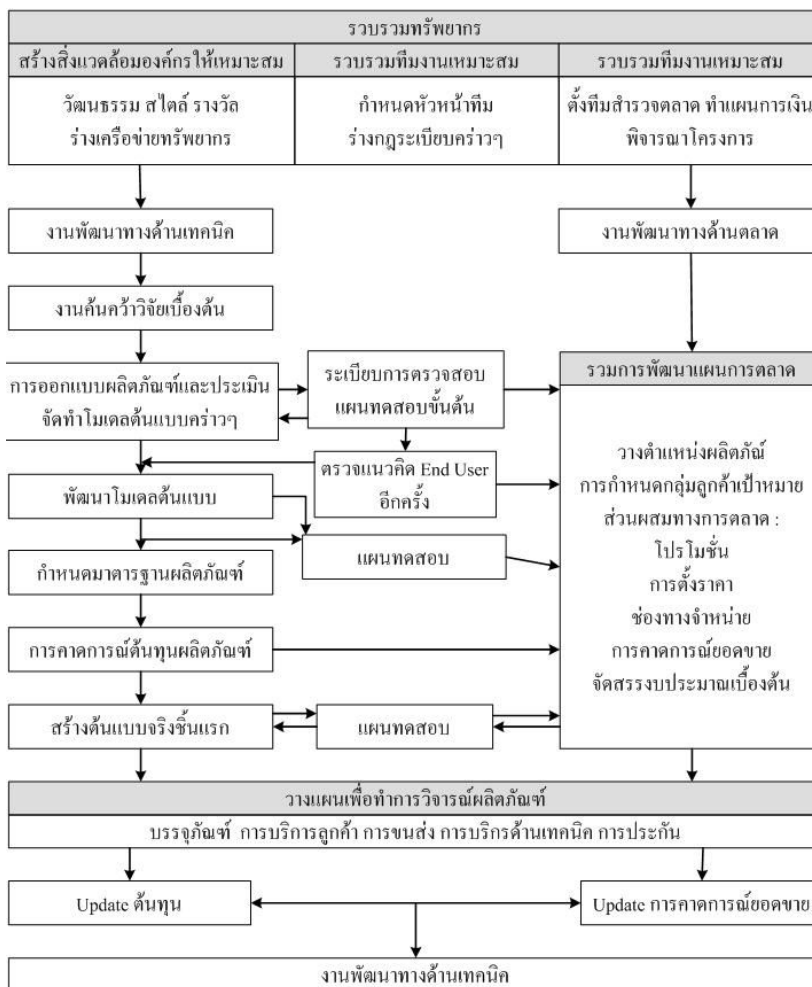 รวบรวมทรัพยากร
สร้างสิ่งแวดล้อมองค์กรให้เหมาะสม
รวบรวมทีมงานเหมาะสม
รวบรวมทีมงานเหมาะสม
วัฒนธรรม สไตล์ รางวัล
ร่างเครือข่ายทรัพยากร
กำหนดหัวหน้าทีม
ร่างกฎระเบียบคร่าวๆ
ตั้งทีมสำรวจตลาด ทำแผนการเงิน
พิจารณาโครงการ
งานพัฒนาทางด้านเทคนิค
งานพัฒนาทางด้านตลาด
งานค้นคว้าวิจัยเบื้องต้น
การออกแบบผลิตภัณฑ์และประเมิน
จัดทำโมเดลต้นแบบคร่าวๆ
ระเบียบการตรวจสอบ
แผนทดสอบขั้นต้น
รวมการพัฒนาแผนการตลาด
ตรวจแนวคิด End User
อีกครั้ง
พัฒนาโมเดลต้นแบบ
แผนทดสอบ
กำหนดมาตารฐานผลิตภัณฑ์
การคาดการณ์ต้นทุนผลิตภัณฑ์
สร้างต้นแบบจริงชิ้นแรก
แผนทดสอบ
วางตำแหน่งผลิตภัณ์
การกำหนดกลุ่มลูกค้าเป้าหมาย
ส่วนผสมทางการตลาด :
โปรโมชั่น
การตั้งราคา
ช่องทางจำหน่าย
การคาดการณ์ยอดขาย
จัดสรรงบประมาณเบื้องต้น
วางแผนเพื่อทำการวิจารณ์ผลิตภัณฑ์
บรรจุภัณฑ์ การบริการลูกค้า การขนส่ง การบริกรด้านเทคนิค การประกัน
Update ต้นทุน
Update การคาดการณ์ยอดขาย
งานพัฒนาทางด้านเทคนิค